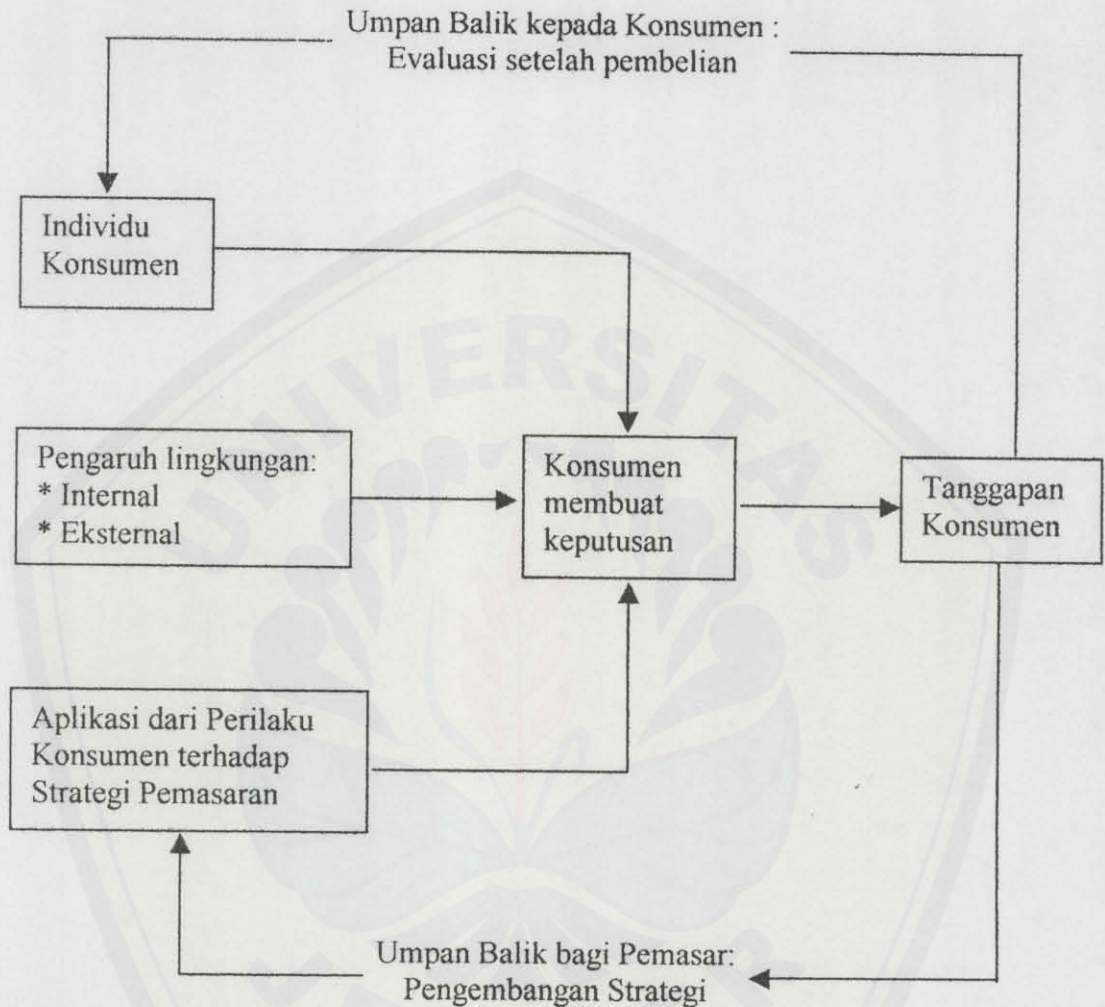 Umpan Balik kepada Konsumen :
Evaluasi setelah pembelian
Individu
Konsumen
Pengaruh lingkungan:
* Internal
* Eksternal
Konsumen
membuat
keputusan
Tanggapan
Konsumen
Aplikasi dari Perilaku
Konsumen terhadap
Strategi Pemasaran
Umpan Balik bagi Pemasar:
Pengembangan Strategi
UNIVERSITAS